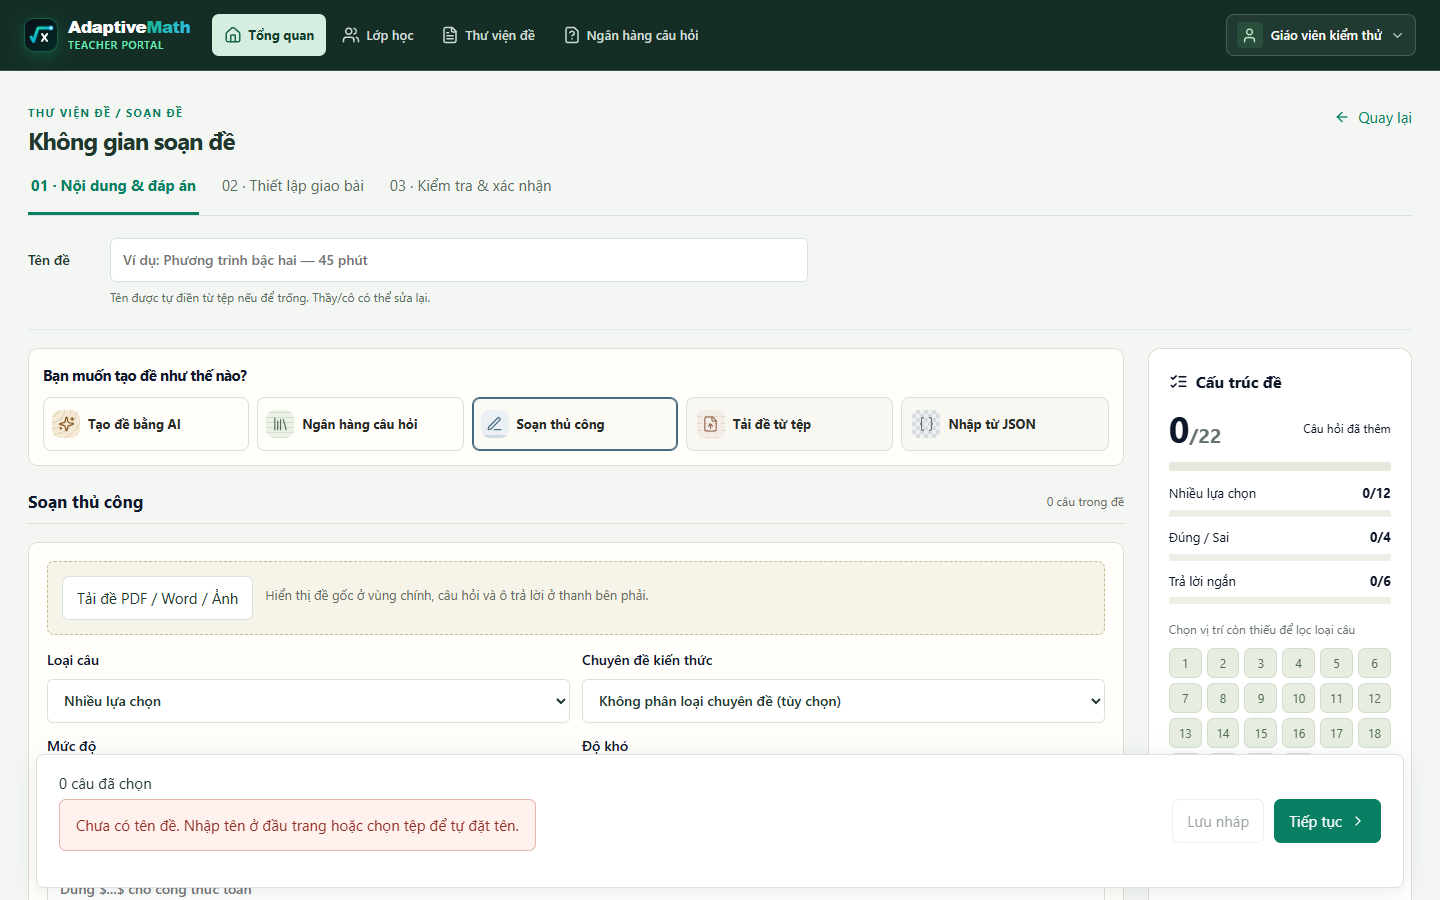 AdaptiveMath
TEACHER PORTAL
Tổng quan
Lớp học
Thư viện đề
Ngân hàng câu hỏi
Giáo viên kiểm thử
THƯ VIỆN ĐỀ / SOẠN ĐỀ
Không gian soạn đề
Quay lại
01 · Nội dung & đáp án
02 · Thiết lập giao bài
03 · Kiểm tra & xác nhận
Tên đề
Ví dụ: Phương trình bậc hai — 45 phút
Tên được tự điền từ tệp nếu để trống. Thầy/cô có thể sửa lại.
Bạn muốn tạo đề như thế nào?
Tạo đề bằng AI
Ngân hàng câu hỏi
Soạn thủ công
Tải đề từ tệp
Nhập từ JSON
Soạn thủ công
0 câu trong đề
Tải đề PDF / Word / Ảnh
Hiển thị đề gốc ở vùng chính, câu hỏi và ô trả lời ở thanh bên phải.
Loại câu
Chuyên đề kiến thức
Nhiều lựa chọn
Không phân loại chuyên đề (tùy chọn)
Mức độ
Độ khó
Cấu trúc đề
0/22
Câu hỏi đã thêm
Nhiều lựa chọn 0/12
Đúng / Sai 0/4
Trả lời ngắn 0/6
Chọn vị trí còn thiếu để lọc loại câu
1 2 3 4 5 6
7 8 9 10 11 12
13 14 15 16 17 18
0 câu đã chọn
Chưa có tên đề. Nhập tên ở đầu trang hoặc chọn tệp để tự đặt tên.
Lưu nháp
Tiếp tục
Dùng $...$ cho công thức toán